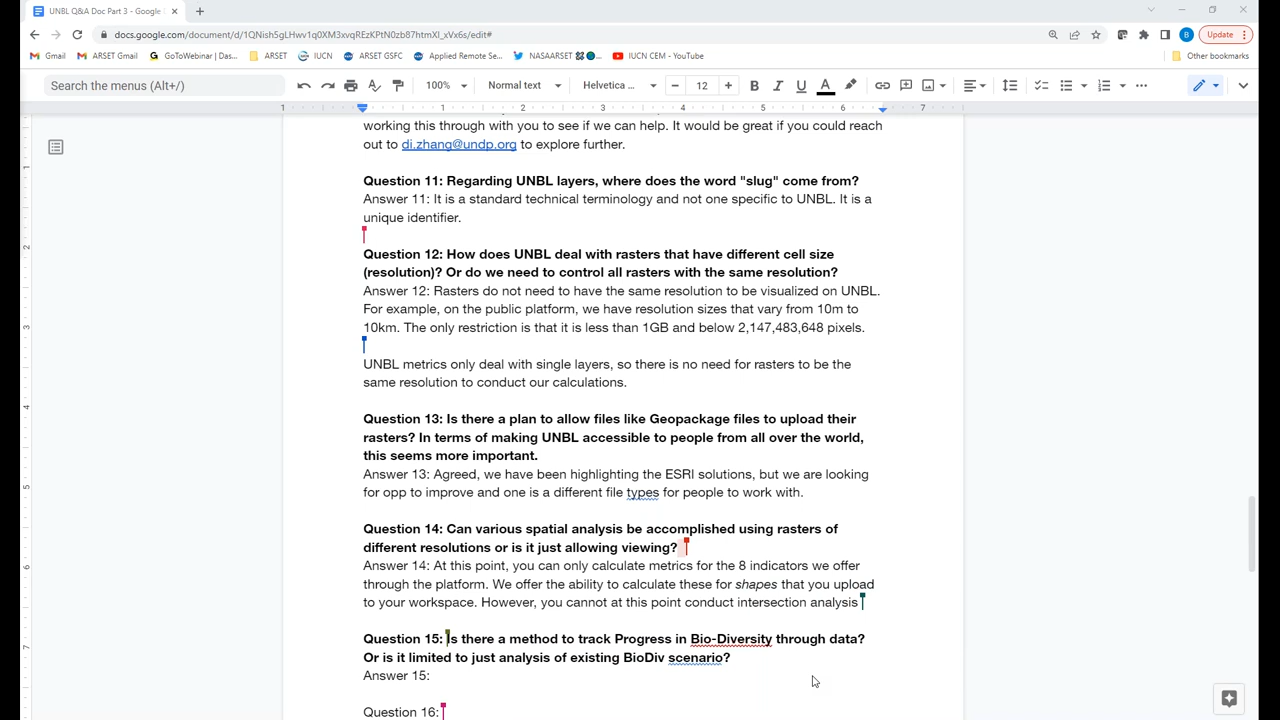 UNBL Q&A Doc Part 3 - Google
docs.google.com/document/d/1QNish5gLHwv1q0XM3xvqREzKPtN0zb87htmXI_xVx6s/edit#
Update
Gmail ARSET Gmail GoToWebinar | Das... ARSET IUCN ARSET GSFC Applied Remote Se... NASAARSET IUCN CEM - YouTube Other bookmarks
Search the menus (Alt+/) 100% Normal text Helvetica ... 12 B I U A
1 1 2 3 4 5 6 7
working this through with you to see if we can help. It would be great if you could reach
out to di.zhang@undp.org to explore further.
Question 11: Regarding UNBL layers, where does the word "slug" come from?
Answer 11: It is a standard technical terminology and not one specific to UNBL. It is a
unique identifier.
Question 12: How does UNBL deal with rasters that have different cell size
(resolution)? Or do we need to control all rasters with the same resolution?
Answer 12: Rasters do not need to have the same resolution to be visualized on UNBL.
For example, on the public platform, we have resolution sizes that vary from 10m to
10km. The only restriction is that it is less than 1GB and below 2,147,483,648 pixels.
UNBL metrics only deal with single layers, so there is no need for rasters to be the
same resolution to conduct our calculations.
Question 13: Is there a plan to allow files like Geopackage files to upload their
rasters? In terms of making UNBL accessible to people from all over the world,
this seems more important.
Answer 13: Agreed, we have been highlighting the ESRI solutions, but we are looking
for opp to improve and one is a different file types for people to work with.
Question 14: Can various spatial analysis be accomplished using rasters of
different resolutions or is it just allowing viewing?
Answer 14: At this point, you can only calculate metrics for the 8 indicators we offer
through the platform. We offer the ability to calculate these for shapes that you upload
to your workspace. However, you cannot at this point conduct intersection analysis
Question 15: Is there a method to track Progress in Bio-Diversity through data?
Or is it limited to just analysis of existing BioDiv scenario?
Answer 15:
Question 16: